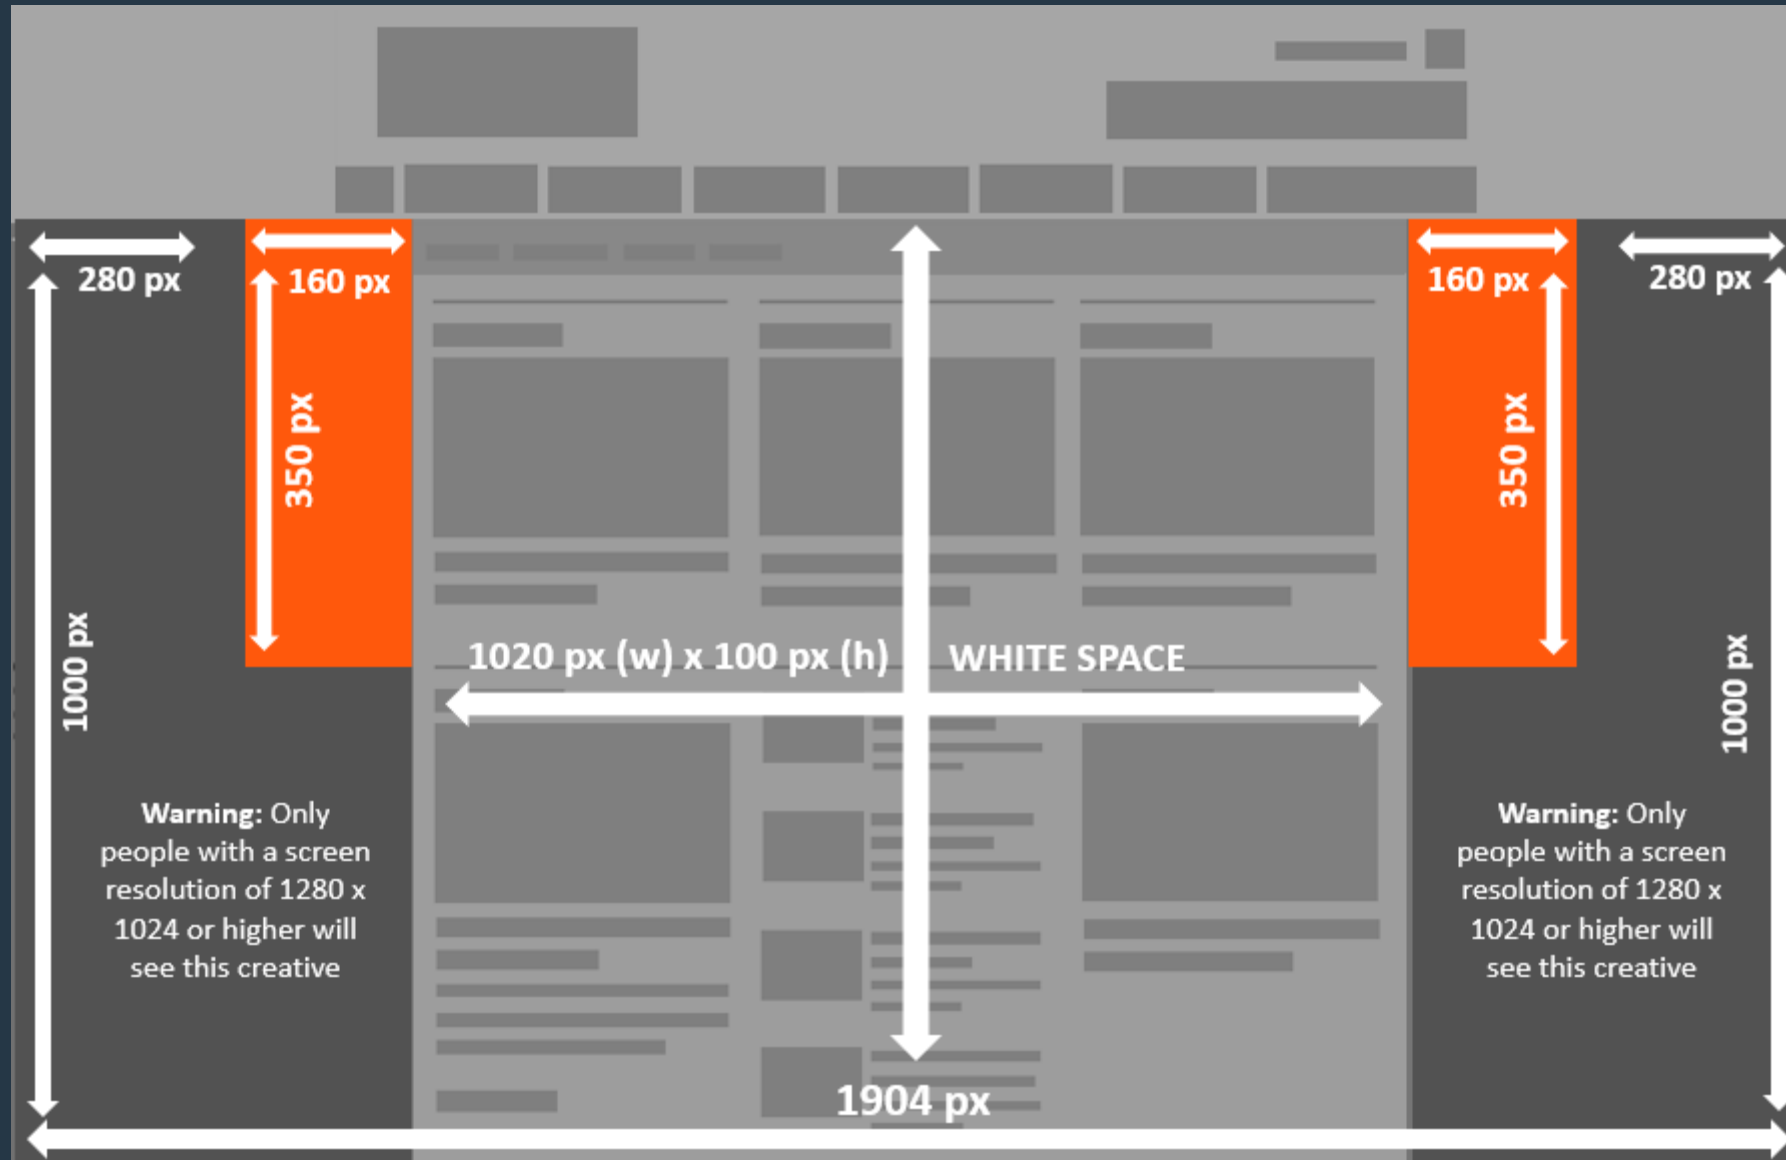 280 px
160 px
160 px
280 px
350 px
350 px
1000 px
1020 px (w) x 100 px (h)
WHITE SPACE
1000 px
Warning: Only
people with a screen
resolution of 1280 x
1024 or higher will
see this creative
Warning: Only
people with a screen
resolution of 1280 x
1024 or higher will
see this creative
1904 px